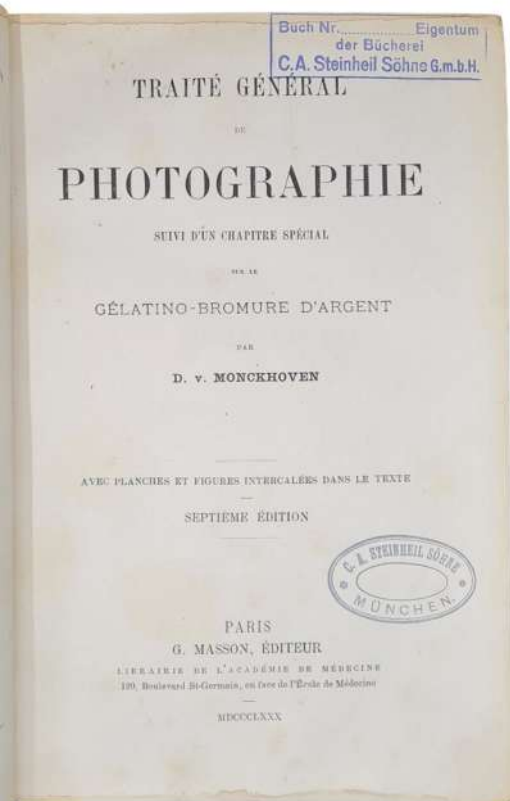 Buch Nr. .............. Eigentum
der Bücherei
C.A. Steinheil Söhne G.m.b.H.
TRAITÉ GÉNÉRAL
DE
PHOTOGRAPHIE
SUIVI D'UN CHAPITRE SPÉCIAL
SUR LE
GÉLATINO-BROMURE D'ARGENT
PAR
D. v. MONCKHOVEN
AVEC PLANCHES ET FIGURES INTERCALÉES DANS LE TEXTE
SEPTIÈME ÉDITION
C. A. STEINHEIL SÖHNE
MÜNCHEN.
PARIS
G. MASSON, ÉDITEUR
LIBRAIRIE DE L'ACADÉMIE DE MÉDECINE
120, Boulevard St-Germain, en face de l'École de Médecine
MDCCCLXXX